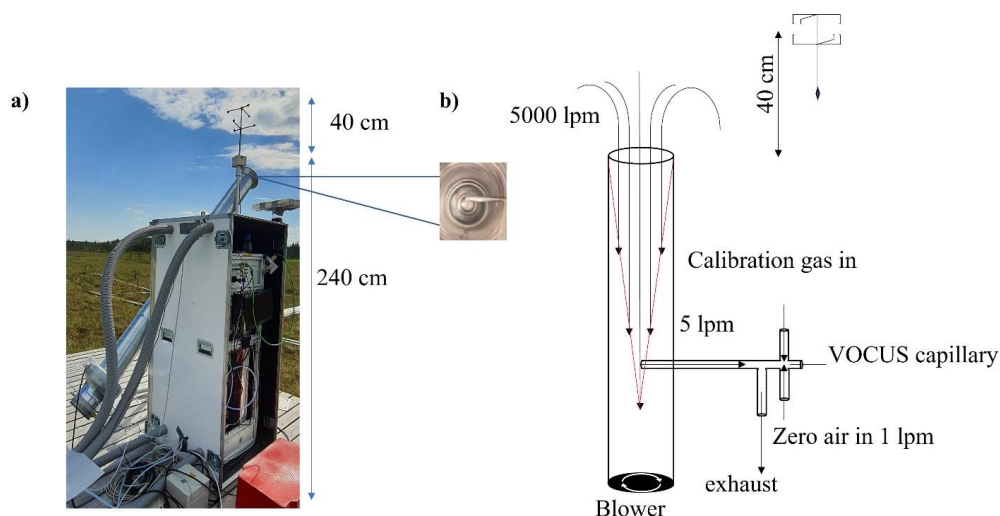 a)
40 cm
240 cm
b)
5000 lpm
40 cm
Calibration gas in
5 lpm
VOCUS capillary
Zero air in 1 lpm
exhaust
Blower